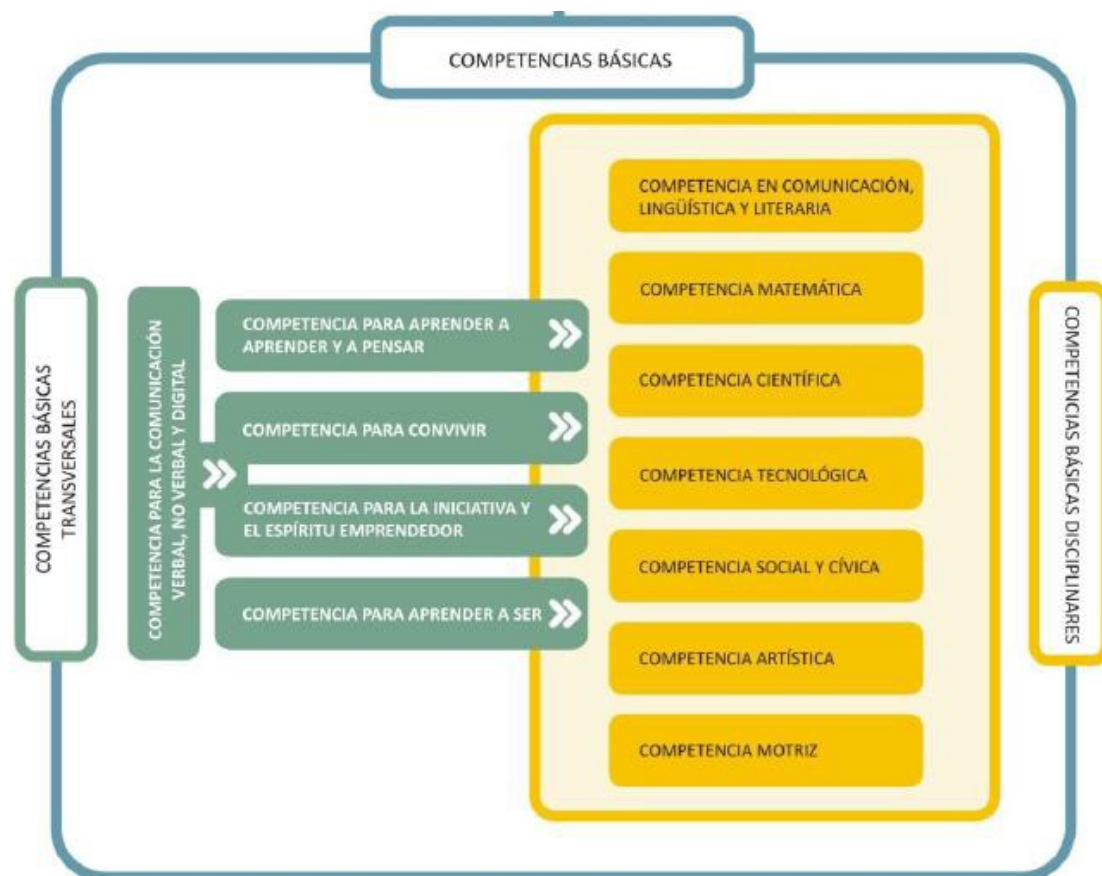 COMPETENCIAS BÁSICAS
COMPETENCIAS BÁSICAS
TRANSVERSALES
COMPETENCIA PARA LA COMUNICACIÓN
VERBAL, NO VERBAL Y DIGITAL
COMPETENCIA PARA APRENDER A
APRENDER Y A PENSAR
COMPETENCIA PARA CONVIVIR
COMPETENCIA PARA LA INICIATIVA Y
EL ESPÍRITU EMPRENDEDOR
COMPETENCIA PARA APRENDER A SER
COMPETENCIA EN COMUNICACIÓN,
LINGÜÍSTICA Y LITERARIA
COMPETENCIA MATEMÁTICA
COMPETENCIA CIENTÍFICA
COMPETENCIA TECNOLÓGICA
COMPETENCIA SOCIAL Y CÍVICA
COMPETENCIA ARTÍSTICA
COMPETENCIA MOTRIZ
COMPETENCIAS BÁSICAS DISCIPLINARES